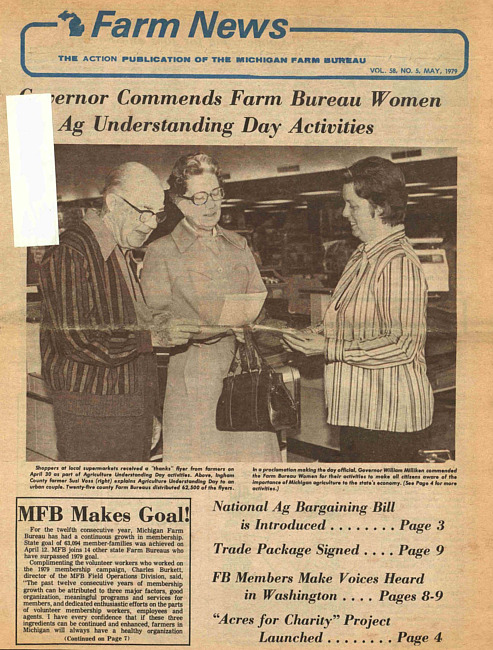 Farm News
THE ACTION PUBLICATION OF THE MICHIGAN FARM BUREAU
VOL. 58, NO. 5, MAY, 1979
vernor Commends Farm Bureau Women
Ag Understanding Day Activities
Shoppers at local supermarkets received a "thanks" flyer from farmers on
April 30 as part of Agriculture Understanding Day activities. Above, Ingham
County farmer Susi Voss (right) explains Agriculture Understanding Day to an
urban couple. Twenty-five county Farm Bureaus distributed 62,500 of the flyers.
In a proclamation making the day official, Governor William Milliken commended
the Farm Bureau Women for their activities to make all citizens aware of the
importance of Michigan agriculture to the state's economy. (See Page 4 for more
activities.)
MFB Makes Goal!
For the twelfth consecutive year, Michigan Farm
Bureau has had a continuous growth in membership.
State goal of 63,094 member-families was achieved on
April 12. MFB joins 14 other state Farm Bureaus who
have surpassed 1979 goal.
Complimenting the volunteer workers who worked on
the 1979 membership campaign, Charles Burkett,
director of the MFB Field Operations Division, said,
"The past twelve consecutive years of membership
growth can be attributed to three major factors, good
organization, meaningful programs and services for
members, and dedicated enthusiastic efforts on the parts
of volunteer membership workers, employees and
agents. I have every confidence that if these three
ingredients can be continued and enhanced, farmers in
Michigan will always have a healthy organization
(Continued on Page 7)
National Ag Bargaining Bill
is Introduced . . . . . . . . Page 3
Trade Package Signed . . . . Page 9
FB Members Make Voices Heard
in Washington . . . . Pages 8-9
"Acres for Charity" Project
Launched . . . . . . . . Page 4